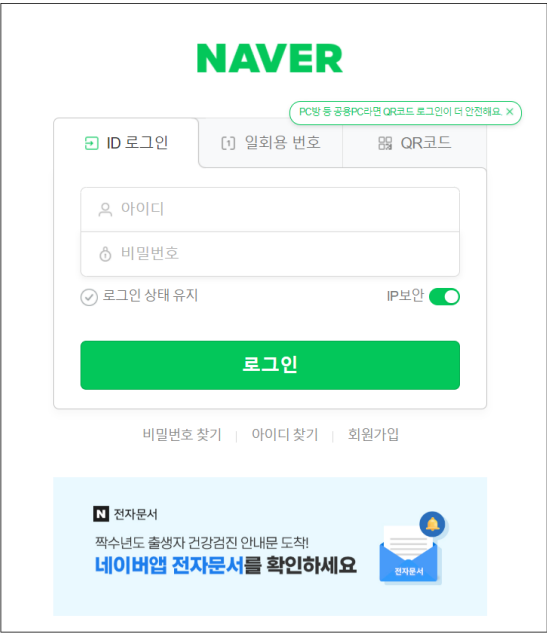 NAVER
PC방 등 공용PC라면 QR코드 로그인이 더 안전해요. ×
ID 로그인
일회용 번호
QR코드
아이디
비밀번호
로그인 상태 유지
IP보안
로그인
비밀번호 찾기 | 아이디 찾기 | 회원가입
N 전자문서
짝수년도 출생자 건강검진 안내문 도착!
네이버앱 전자문서를 확인하세요
전자문서